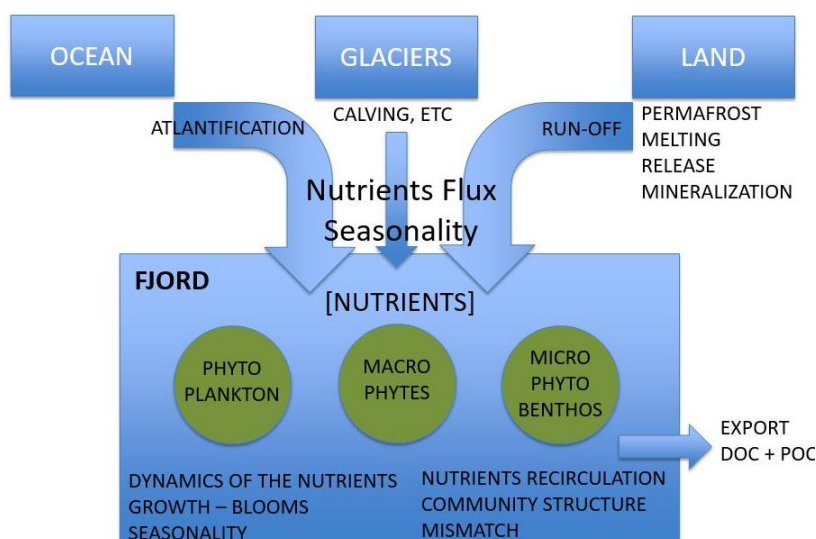 OCEAN
GLACIERS
LAND
ATLANTIFICATION
CALVING, ETC
RUN-OFF
PERMAFROST
MELTING
RELEASE
MINERALIZATION
Nutrients Flux
Seasonality
FJORD
[NUTRIENTS]
PHYTO
PLANKTON
MACRO
PHYTES
MICRO
PHYTO
BENTHOS
EXPORT
DOC + POC
DYNAMICS OF THE NUTRIENTS
GROWTH – BLOOMS
SEASONALITY
NUTRIENTS RECIRCULATION
COMMUNITY STRUCTURE
MISMATCH